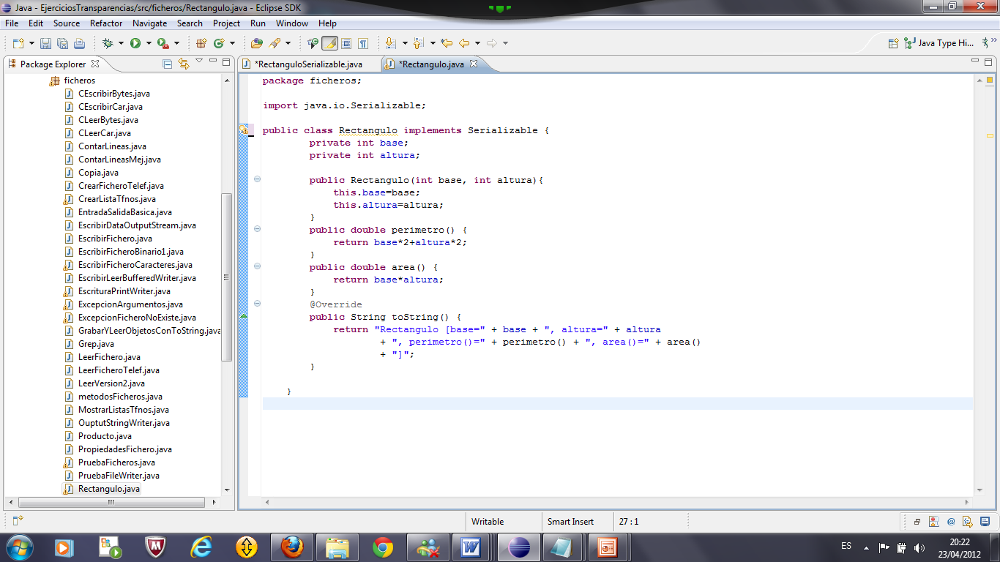 Java - EjerciciosTransparencias/src/ficheros/Rectangulo.java - Eclipse SDK
File Edit Source Refactor Navigate Search Project Run Window Help
Java Type Hi...
Package Explorer
*RectanguloSerializable.java *Rectangulo.java
ficheros
CEscribirBytes.java
CEscribirCar.java
CLeerBytes.java
CLeerCar.java
ContarLineas.java
ContarLineasMej.java
Copia.java
CrearFicheroTelef.java
CrearListaTfnos.java
EntradaSalidaBasica.java
EscribirDataOutputStream.java
EscribirFichero.java
EscribirFicheroBinario1.java
EscribirFicheroCaracteres.java
EscribirLeerBufferedWriter.java
EscrituraPrintWriter.java
ExcepcionArgumentos.java
ExcepcionFicheroNoExiste.java
GrabarYLeerObjetosConToString.java
Grep.java
LeerFichero.java
LeerFicheroTelef.java
LeerVersion2.java
metodosFicheros.java
MostrarListasTfnos.java
OuptutStringWriter.java
Producto.java
PropiedadesFichero.java
PruebaFicheros.java
PruebaFileWriter.java
Rectangulo.java
package ficheros;
import java.io.Serializable;
public class Rectangulo implements Serializable {
private int base;
private int altura;
public Rectangulo(int base, int altura){
this.base=base;
this.altura=altura;
}
public double perimetro() {
return base*2+altura*2;
}
public double area() {
return base*altura;
}
@Override
public String toString() {
return "Rectangulo [base=" + base + ", altura=" + altura
+ ", perimetro()=" + perimetro() + ", area()=" + area()
+ "]";
}
}
Writable Smart Insert 27 : 1
ES
20:22
23/04/2012